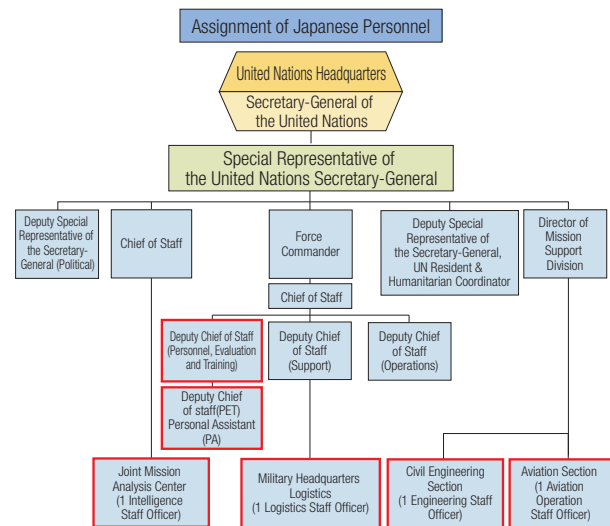 Assignment of Japanese Personnel
United Nations Headquarters
Secretary-General of
the United Nations
Special Representative of
the United Nations Secretary-General
Deputy Special
Representative of
the Secretary-
General (Political)
Chief of Staff
Force
Commander
Deputy Special
Representative of
the Secretary-General,
UN Resident &
Humanitarian Coordinator
Director of
Mission
Support
Division
Chief of Staff
Deputy Chief of Staff
(Personnel, Evaluation
and Training)
Deputy Chief
of Staff
(Support)
Deputy Chief
of Staff
(Operations)
Deputy Chief
of staff(PET)
Personal Assistant
(PA)
Joint Mission
Analysis Center
(1 Intelligence
Staff Officer)
Military Headquarters
Logistics
(1 Logistics Staff Officer)
Civil Engineering
Section
(1 Engineering Staff
Officer)
Aviation Section
(1 Aviation
Operation
Staff Officer)